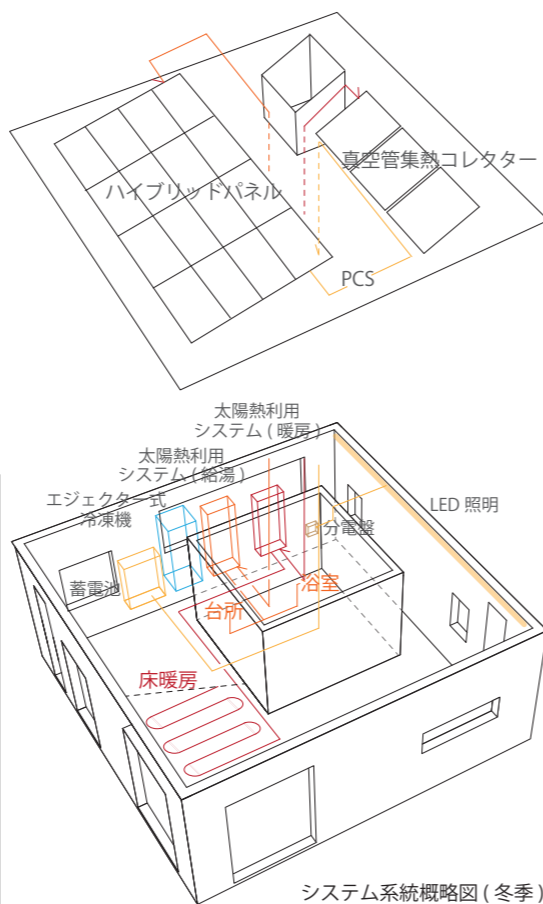 真空管集熱コレクター
ハイブリッドパネル
PCS
太陽熱利用
システム ( 暖房 )
太陽熱利用
システム ( 給湯 )
エジェクター式
冷凍機
LED 照明
分電盤
蓄電池
浴室
台所
床暖房
システム系統概略図 ( 冬季 )